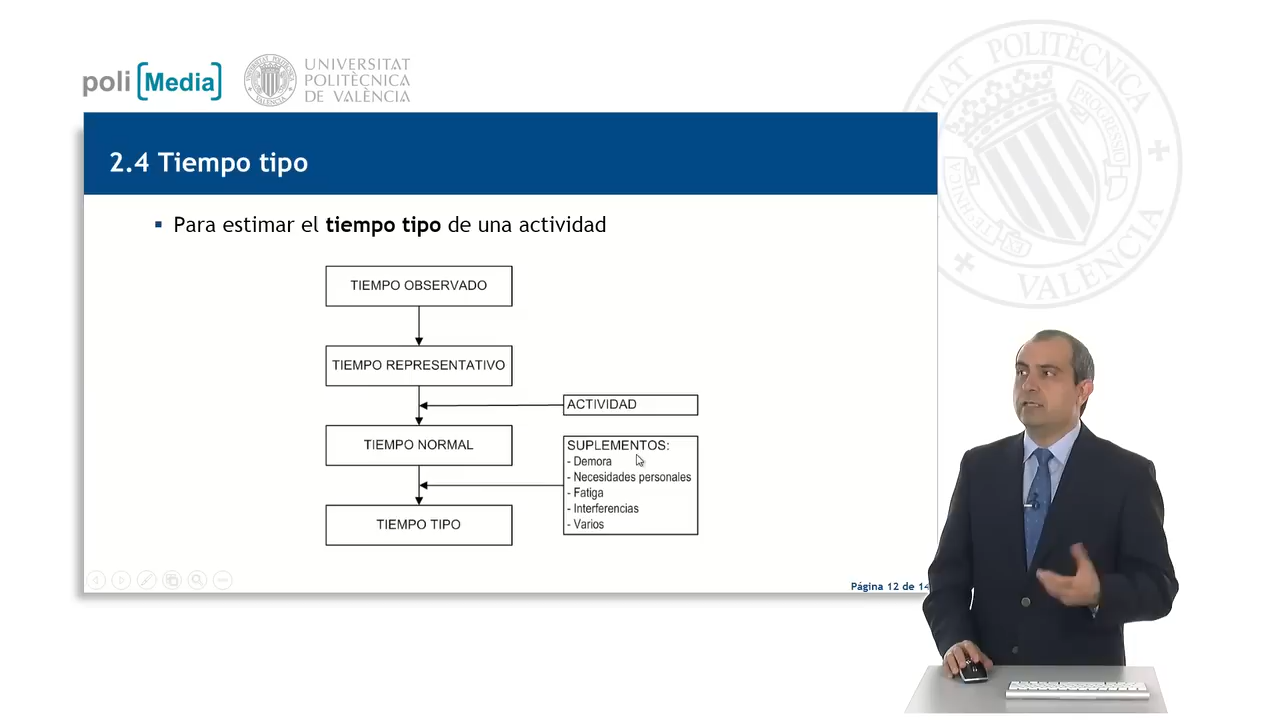 poli [Media]
UNIVERSITAT
POLITÈCNICA
DE VALÈNCIA
2.4 Tiempo tipo
Para estimar el tiempo tipo de una actividad
TIEMPO OBSERVADO
TIEMPO REPRESENTATIVO
ACTIVIDAD
TIEMPO NORMAL
SUPLEMENTOS:
- Demora
- Necesidades personales
- Fatiga
- Interferencias
- Varios
TIEMPO TIPO
Página 12 de 14
POLITÈCNICA
VALÈNCIA